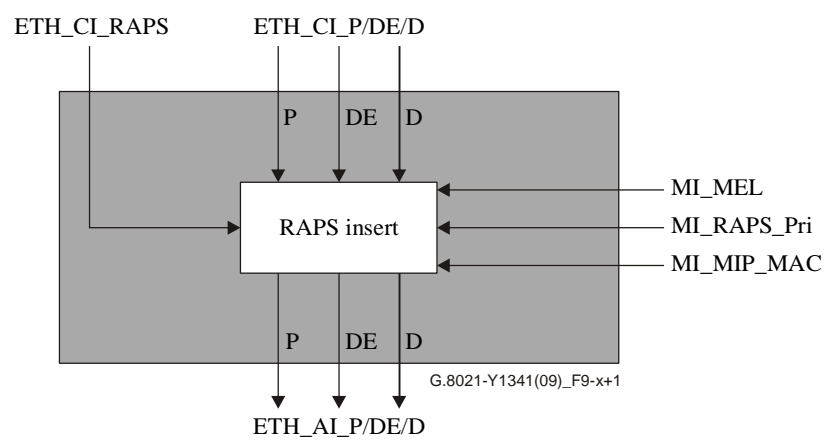 ETH_CI_RAPS ETH_CI_P/DE/D
P DE D
MI_MEL
RAPS insert MI_RAPS_Pri
MI_MIP_MAC
P DE D
G.8021-Y1341(09)_F9-x+1
ETH_AI_P/DE/D